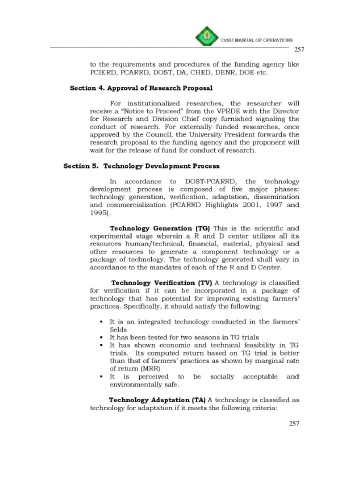 CvSU MANUAL OF OPERATIONS
257
to the requirements and procedures of the funding agency like
PCIERD, PCARRD, DOST, DA, CHED, DENR, DOE etc.
Section 4. Approval of Research Proposal
For institutionalized researches, the researcher will
receive a “Notice to Proceed” from the VPRDE with the Director
for Research and Division Chief copy furnished signaling the
conduct of research. For externally funded researches, once
approved by the Council, the University President forwards the
research proposal to the funding agency and the proponent will
wait for the release of fund for conduct of research.
Section 5. Technology Development Process
In accordance to DOST-PCARRD, the technology
development process is composed of five major phases:
technology generation, verification, adaptation, dissemination
and commercialization (PCARRD Highlights 2001, 1997 and
1995).
Technology Generation (TG) This is the scientific and
experimental stage wherein a R and D center utilizes all its
resources human/technical, financial, material, physical and
other resources to generate a component technology or a
package of technology. The technology generated shall vary in
accordance to the mandates of each of the R and D Center.
Technology Verification (TV) A technology is classified
for verification if it can be incorporated in a package of
technology that has potential for improving existing farmers’
practices. Specifically, it should satisfy the following:
• It is an integrated technology conducted in the farmers’
fields
• It has been tested for two seasons in TG trials
• It has shown economic and technical feasibility in TG
trials. Its computed return based on TG trial is better
than that of farmers’ practices as shown by marginal rate
of return (MRR)
• It is perceived to be socially acceptable and
environmentally safe.
Technology Adaptation (TA) A technology is classified as
technology for adaptation if it meets the following criteria:
257